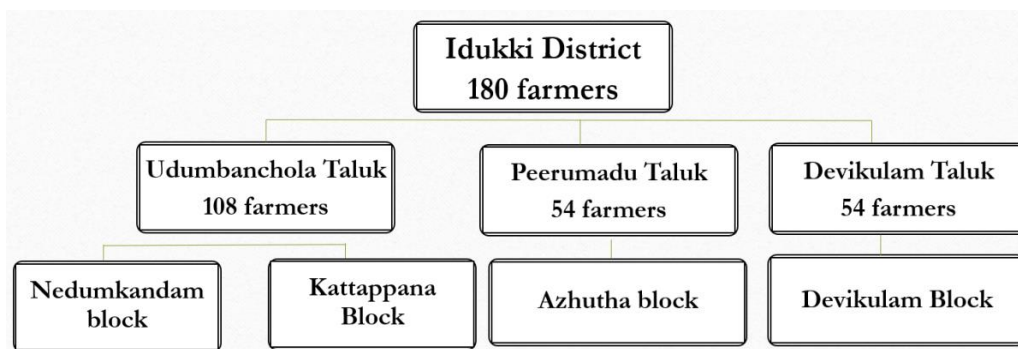 Idukki District
180 farmers
Udumbanchola Taluk
108 farmers
Peerumadu Taluk
54 farmers
Devikulam Taluk
54 farmers
Nedumkandam
block
Kattappana
Block
Azhutha block
Devikulam Block